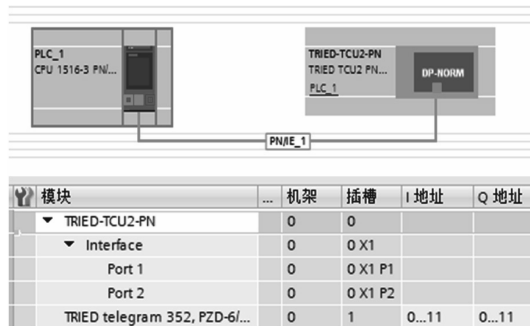 PLC_1
CPU 1516-3 PN/...
TRIED-TCU2-PN
TRIED TCU2 PN...
PLC_1
DP-NORM
PN/IE_1
模块 ... 机架 插槽 I 地址 Q 地址
TRIED-TCU2-PN 0 0
Interface 0 0 X1
Port 1 0 0 X1 P1
Port 2 0 0 X1 P2
TRIED telegram 352, PZD-6/... 0 1 0...11 0...11